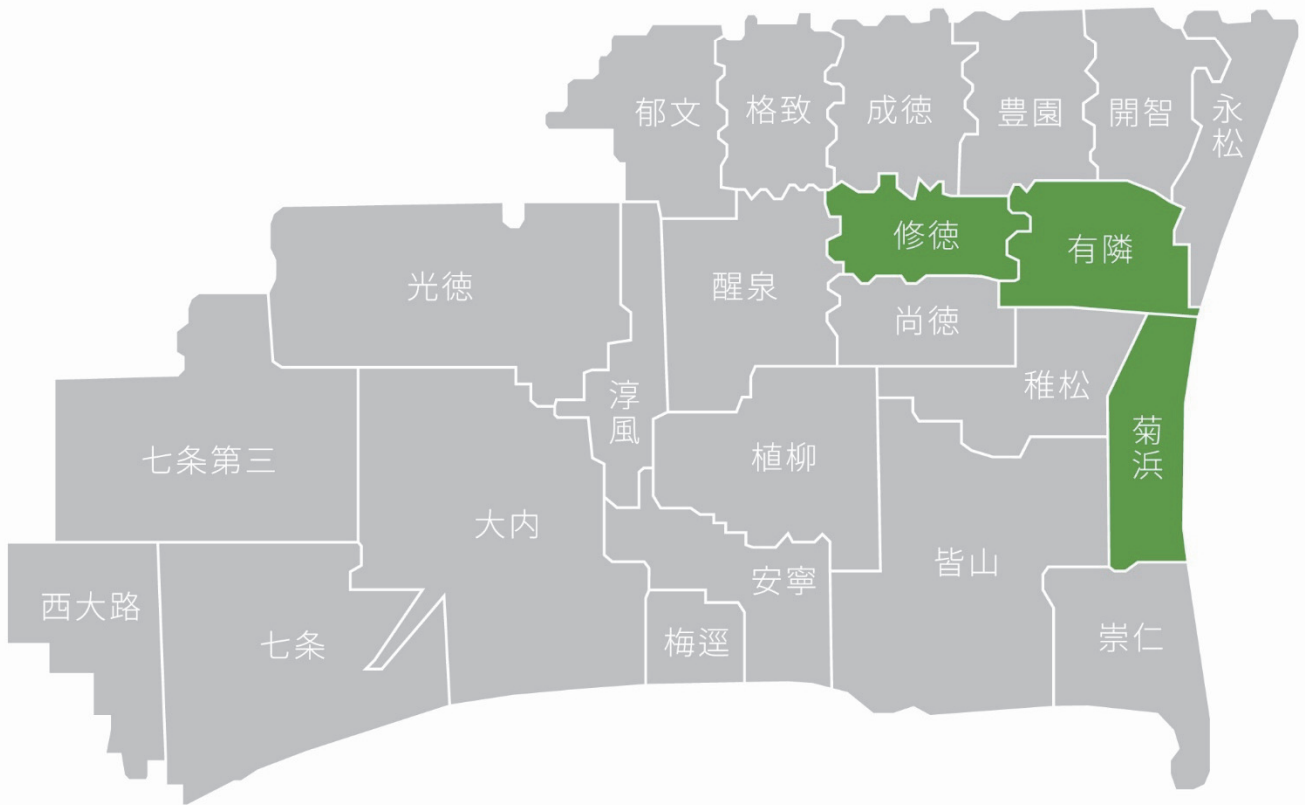 郁文
格致
成徳
豊園
開智
永松
修徳
有隣
光徳
醒泉
尚徳
淳風
稚松
七条第三
植柳
菊浜
大内
皆山
安寧
西大路
七条
梅逕
崇仁